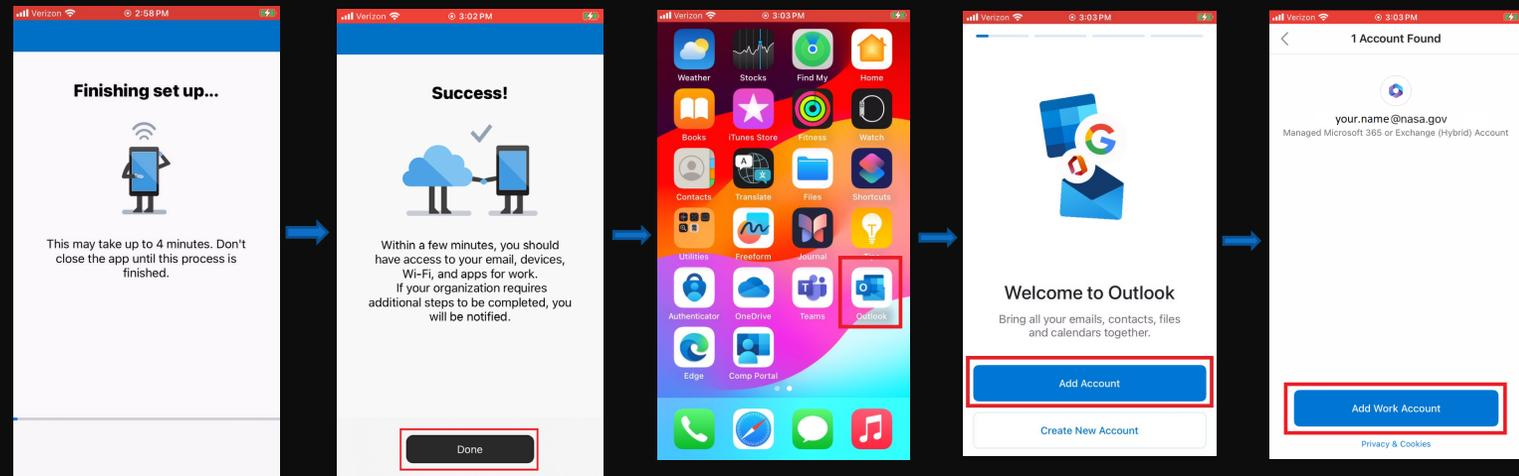 Verizon 2:58 PM
Finishing set up...
This may take up to 4 minutes. Don't
close the app until this process is
finished.
Verizon 3:02 PM
Success!
Within a few minutes, you should
have access to your email, devices,
Wi-Fi, and apps for work.
If your organization requires
additional steps to be completed, you
will be notified.
Done
Verizon 3:03 PM
Weather Stocks Find My Home
Books iTunes Store Fitness Watch
Contacts Translate Files Shortcuts
Utilities Freeform Journal Tips
Authenticator OneDrive Teams Outlook
Edge Comp Portal
Verizon 3:03 PM
Welcome to Outlook
Bring all your emails, contacts, files
and calendars together.
Add Account
Create New Account
Verizon 3:03 PM
1 Account Found
your.name@nasa.gov
Managed Microsoft 365 or Exchange (Hybrid) Account
Add Work Account
Privacy & Cookies